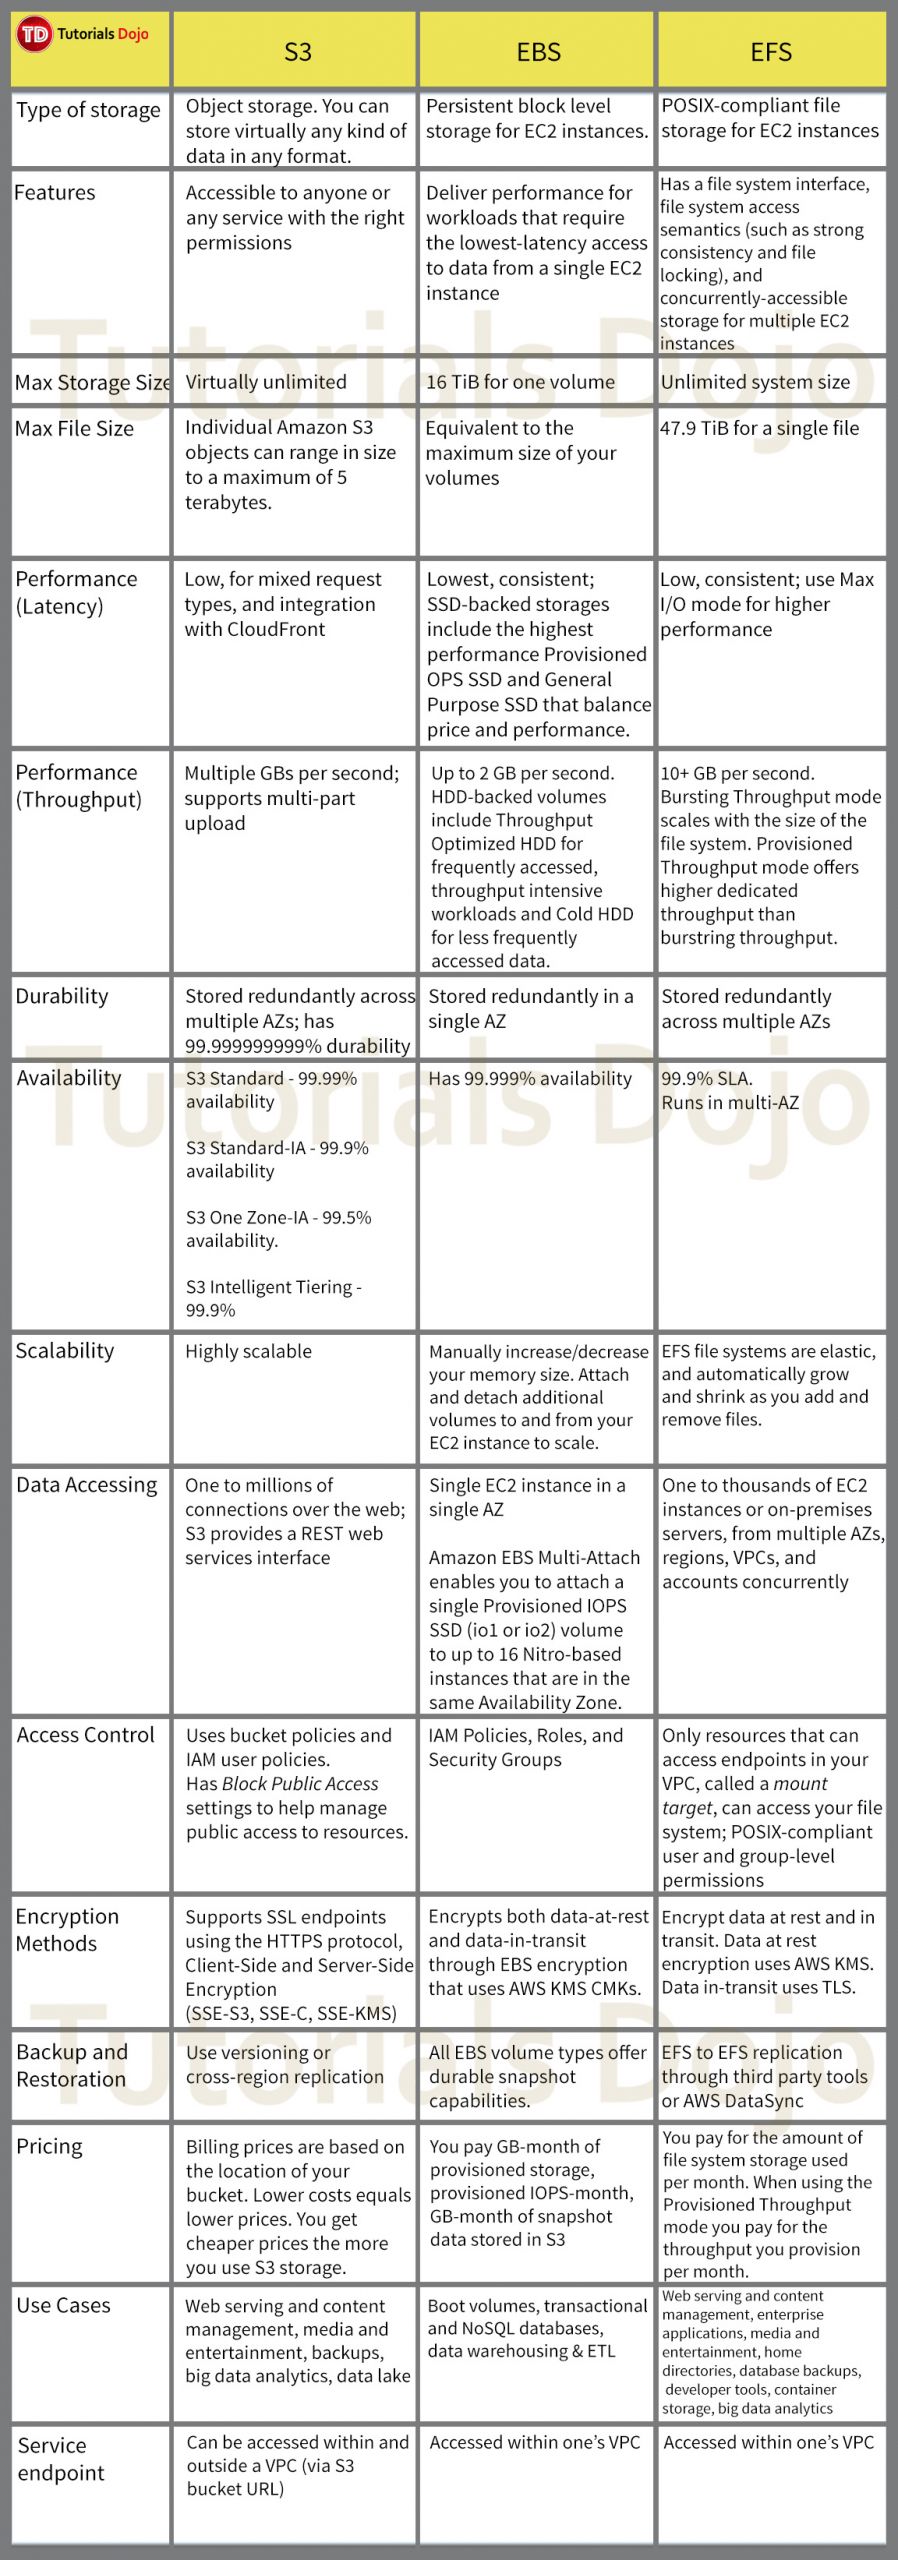 TD Tutorials Dojo
S3
EBS
EFS
Type of storage
Object storage. You can
store virtually any kind of
data in any format.
Persistent block level
storage for EC2 instances.
POSIX-compliant file
storage for EC2 instances
Features
Accessible to anyone or
any service with the right
permissions
Deliver performance for
workloads that require
the lowest-latency access
to data from a single EC2
instance
Has a file system interface,
file system access
semantics (such as strong
consistency and file
locking), and
concurrently-accessible
storage for multiple EC2
instances
Tutorials Dojo
Max Storage Size
Virtually unlimited
16 TiB for one volume
Unlimited system size
Max File Size
Individual Amazon S3
objects can range in size
to a maximum of 5
terabytes.
Equivalent to the
maximum size of your
volumes
47.9 TiB for a single file
Performance
(Latency)
Low, for mixed request
types, and integration
with CloudFront
Lowest, consistent;
SSD-backed storages
include the highest
performance Provisioned
OPS SSD and General
Purpose SSD that balance
price and performance.
Low, consistent; use Max
I/O mode for higher
performance
Performance
(Throughput)
Multiple GBs per second;
supports multi-part
upload
Up to 2 GB per second.
HDD-backed volumes
include Throughput
Optimized HDD for
frequently accessed,
throughput intensive
workloads and Cold HDD
for less frequently
accessed data.
10+ GB per second.
Bursting Throughput mode
scales with the size of the
file system. Provisioned
Throughput mode offers
higher dedicated
throughput than
burstring throughput.
Durability
Stored redundantly across
multiple AZs; has
99.999999999% durability
Stored redundantly in a
single AZ
Stored redundantly
across multiple AZs
Tutorials Dojo
Availability
S3 Standard - 99.99%
availability
S3 Standard-IA - 99.9%
availability
S3 One Zone-IA - 99.5%
availability.
S3 Intelligent Tiering -
99.9%
Has 99.999% availability
99.9% SLA.
Runs in multi-AZ
Scalability
Highly scalable
Manually increase/decrease
your memory size. Attach
and detach additional
volumes to and from your
EC2 instance to scale.
EFS file systems are elastic,
and automatically grow
and shrink as you add and
remove files.
Data Accessing
One to millions of
connections over the web;
S3 provides a REST web
services interface
Single EC2 instance in a
single AZ
Amazon EBS Multi-Attach
enables you to attach a
single Provisioned IOPS
SSD (io1 or io2) volume
to up to 16 Nitro-based
instances that are in the
same Availability Zone.
One to thousands of EC2
instances or on-premises
servers, from multiple AZs,
regions, VPCs, and
accounts concurrently
Access Control
Uses bucket policies and
IAM user policies.
Has Block Public Access
settings to help manage
public access to resources.
IAM Policies, Roles, and
Security Groups
Only resources that can
access endpoints in your
VPC, called a mount
target, can access your file
system; POSIX-compliant
user and group-level
permissions
Encryption
Methods
Supports SSL endpoints
using the HTTPS protocol,
Client-Side and Server-Side
Encryption
(SSE-S3, SSE-C, SSE-KMS)
Encrypts both data-at-rest
and data-in-transit
through EBS encryption
that uses AWS KMS CMKs.
Encrypt data at rest and in
transit. Data at rest
encryption uses AWS KMS.
Data in-transit uses TLS.
Tutorials Dojo
Backup and
Restoration
Use versioning or
cross-region replication
All EBS volume types offer
durable snapshot
capabilities.
EFS to EFS replication
through third party tools
or AWS DataSync
Pricing
Billing prices are based on
the location of your
bucket. Lower costs equals
lower prices. You get
cheaper prices the more
you use S3 storage.
You pay GB-month of
provisioned storage,
provisioned IOPS-month,
GB-month of snapshot
data stored in S3
You pay for the amount of
file system storage used
per month. When using the
Provisioned Throughput
mode you pay for the
throughput you provision
per month.
Use Cases
Web serving and content
management, media and
entertainment, backups,
big data analytics, data lake
Boot volumes, transactional
and NoSQL databases,
data warehousing & ETL
Web serving and content
management, enterprise
applications, media and
entertainment, home
directories, database backups,
developer tools, container
storage, big data analytics
Service
endpoint
Can be accessed within and
outside a VPC (via S3
bucket URL)
Accessed within one's VPC
Accessed within one's VPC